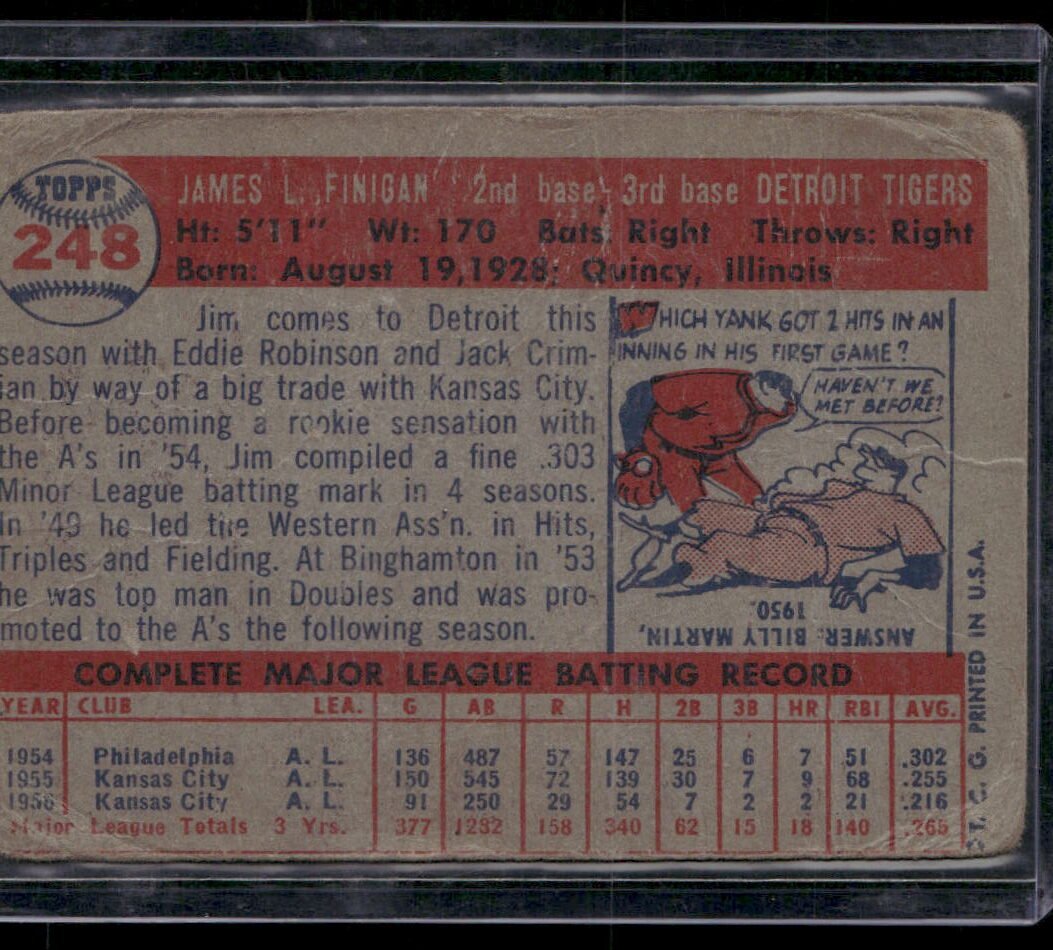 TOPPS
248
JAMES L. FINIGAN 2nd base, 3rd base DETROIT TIGERS
Ht: 5'11" Wt: 170 Bats: Right Throws: Right
Born: August 19,1928; Quincy, Illinois
Jim comes to Detroit this
season with Eddie Robinson and Jack Crim-
ian by way of a big trade with Kansas City.
Before becoming a rookie sensation with
the A's in '54, Jim compiled a fine .303
Minor League batting mark in 4 seasons.
In '49 he led the Western Ass'n. in Hits,
Triples and Fielding. At Binghamton in '53
he was top man in Doubles and was pro-
moted to the A's the following season.
WHICH YANK GOT 2 HITS IN AN
INNING IN HIS FIRST GAME?
HAVEN'T WE
MET BEFORE?
ANSWER: BILLY MARTIN,
1950.
COMPLETE MAJOR LEAGUE BATTING RECORD
YEAR CLUB LEA. G AB R H 2B 3B HR RBI AVG.
1954 Philadelphia A. L. 136 487 57 147 25 6 7 51 .302
1955 Kansas City A. L. 150 545 72 139 30 7 9 68 .255
1956 Kansas City A. L. 91 250 29 54 7 2 2 21 .216
Major League Totals 3 Yrs. 377 1282 158 340 62 15 18 140 .265
T. C. G. PRINTED IN U.S.A.